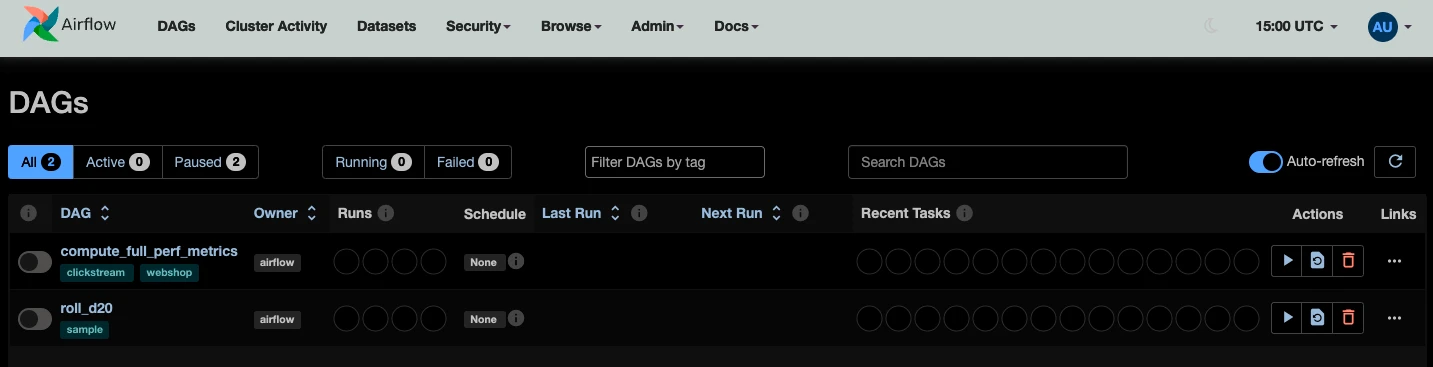 Airflow DAGs Cluster Activity Datasets Security Browse Admin Docs 15:00 UTC AU
DAGs
All 2 Active 0 Paused 2 Running 0 Failed 0 Filter DAGs by tag Search DAGs Auto-refresh
DAG Owner Runs Schedule Last Run Next Run Recent Tasks Actions Links
compute_full_perf_metrics airflow None
clickstream webshop
roll_d20 airflow None
sample